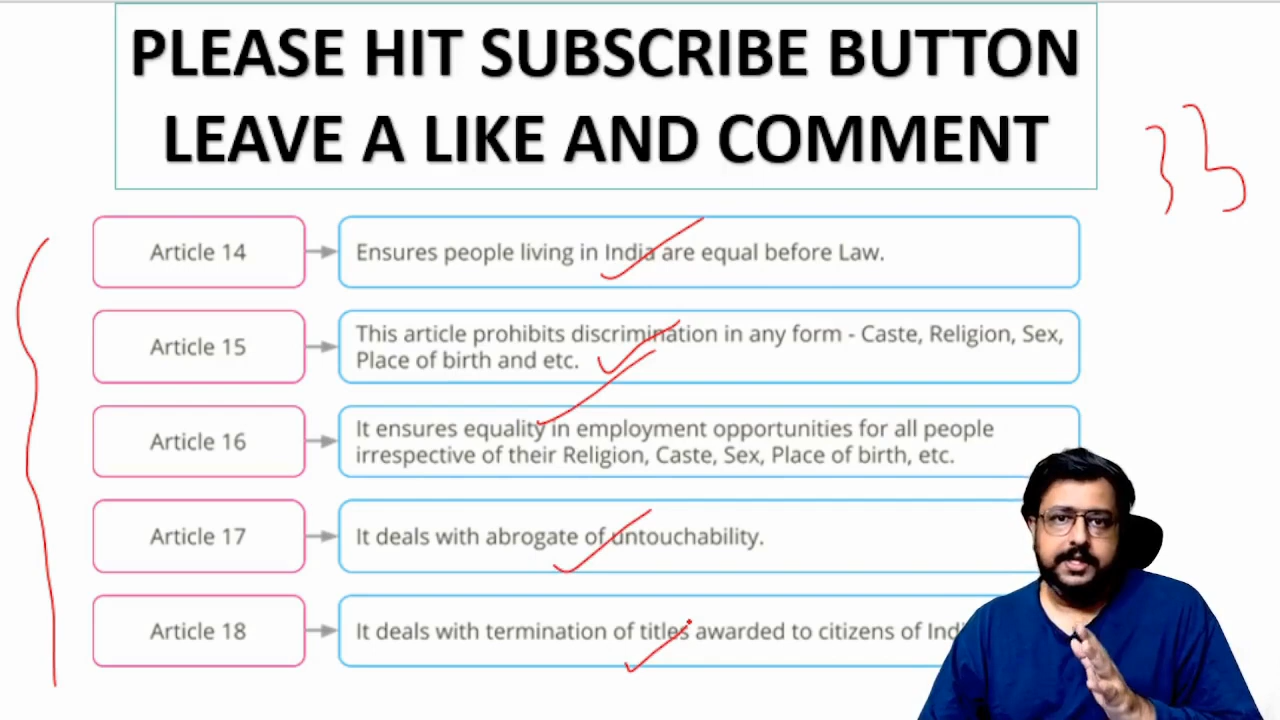 PLEASE HIT SUBSCRIBE BUTTON
LEAVE A LIKE AND COMMENT
33
Article 14
Ensures people living in India are equal before Law.
Article 15
This article prohibits discrimination in any form - Caste, Religion, Sex,
Place of birth and etc.
Article 16
It ensures equality in employment opportunities for all people
irrespective of their Religion, Caste, Sex, Place of birth, etc.
Article 17
It deals with abrogate of untouchability.
Article 18
It deals with termination of titles awarded to citizens of